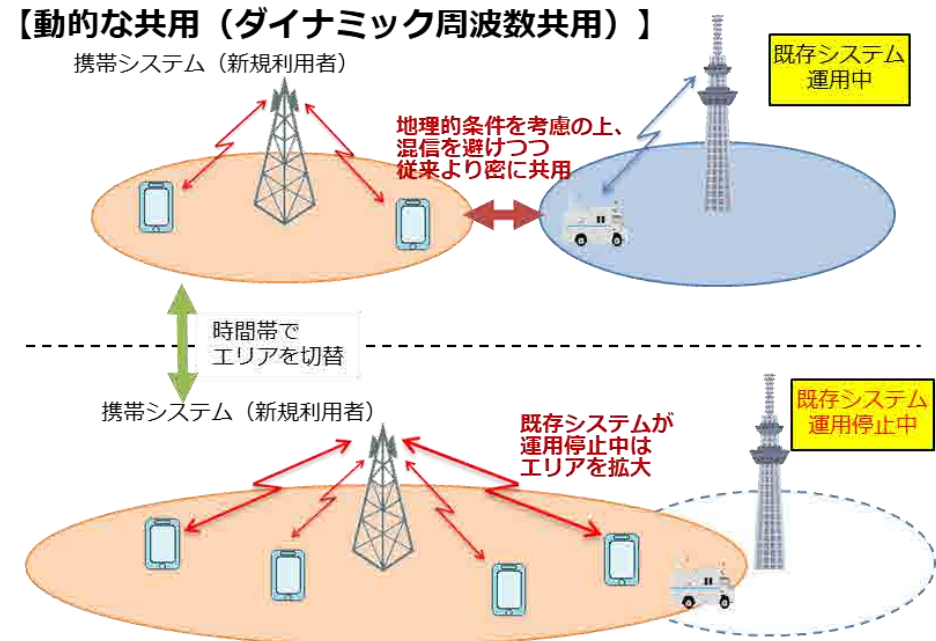 【動的な共用（ダイナミック周波数共用）】
携帯システム（新規利用者）
既存システム
運用中
地理的条件を考慮の上、
混信を避けつつ
従来より密に共用
時間帯で
エリアを切替
携帯システム（新規利用者）
既存システムが
運用停止中は
エリアを拡大
既存システム
運用停止中